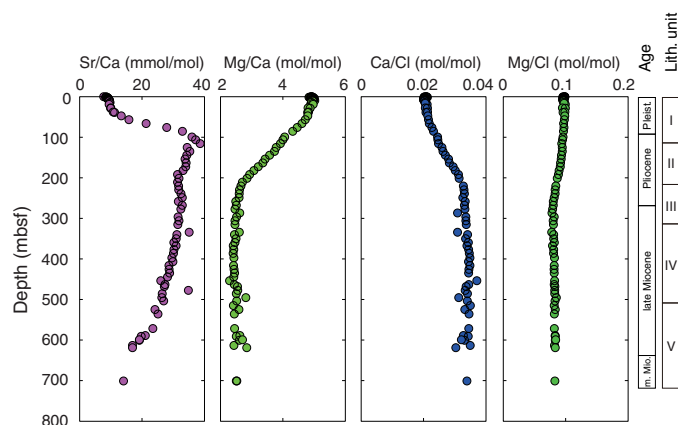 Sr/Ca (mmol/mol)
Mg/Ca (mol/mol)
Ca/Cl (mol/mol)
Mg/Cl (mol/mol)
Age
Lith. unit
0 20 40
2 4 6
0 0.02 0.04
0 0.1 0.2
Depth (mbsf)
0
100
200
300
400
500
600
700
800
Pleist.
Pliocene
late Miocene
m. Mio.
I
II
III
IV
V